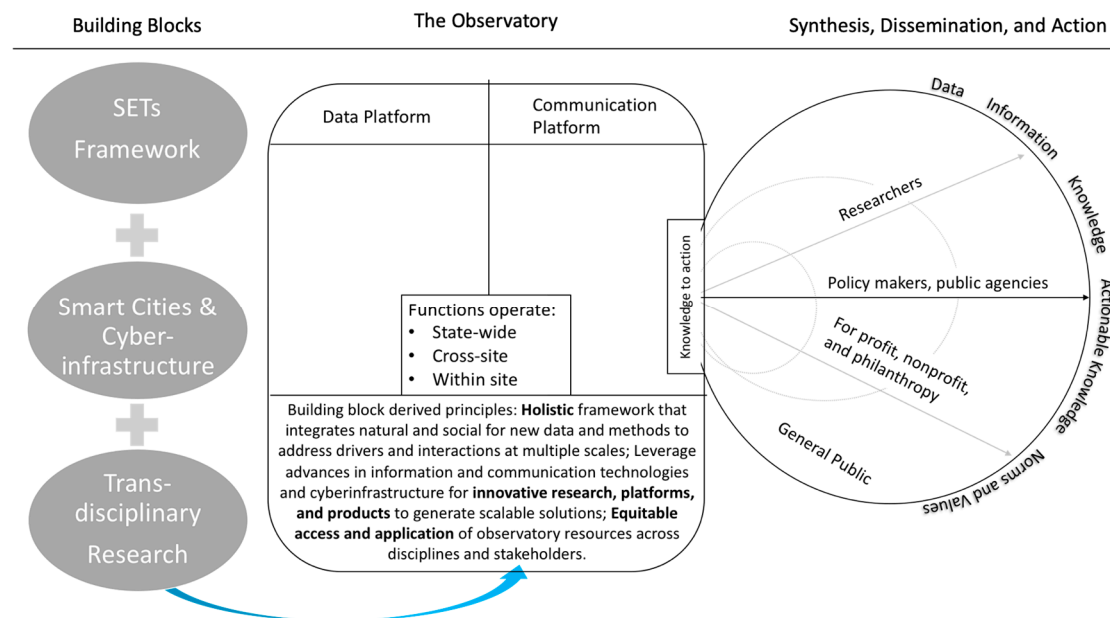 Building Blocks
The Observatory
Synthesis, Dissemination, and Action
SETs
Framework
Smart Cities &
Cyber-
infrastructure
Trans-
disciplinary
Research
Data Platform
Communication
Platform
Functions operate:
• State-wide
• Cross-site
• Within site
Building block derived principles: Holistic framework that
integrates natural and social for new data and methods to
address drivers and interactions at multiple scales; Leverage
advances in information and communication technologies
and cyberinfrastructure for innovative research, platforms,
and products to generate scalable solutions; Equitable
access and application of observatory resources across
disciplines and stakeholders.
Knowledge to action
Researchers
Policy makers, public agencies
For profit, nonprofit,
and philanthropy
General Public
Data
Information
Knowledge
Actionable Knowledge
Norms and Values